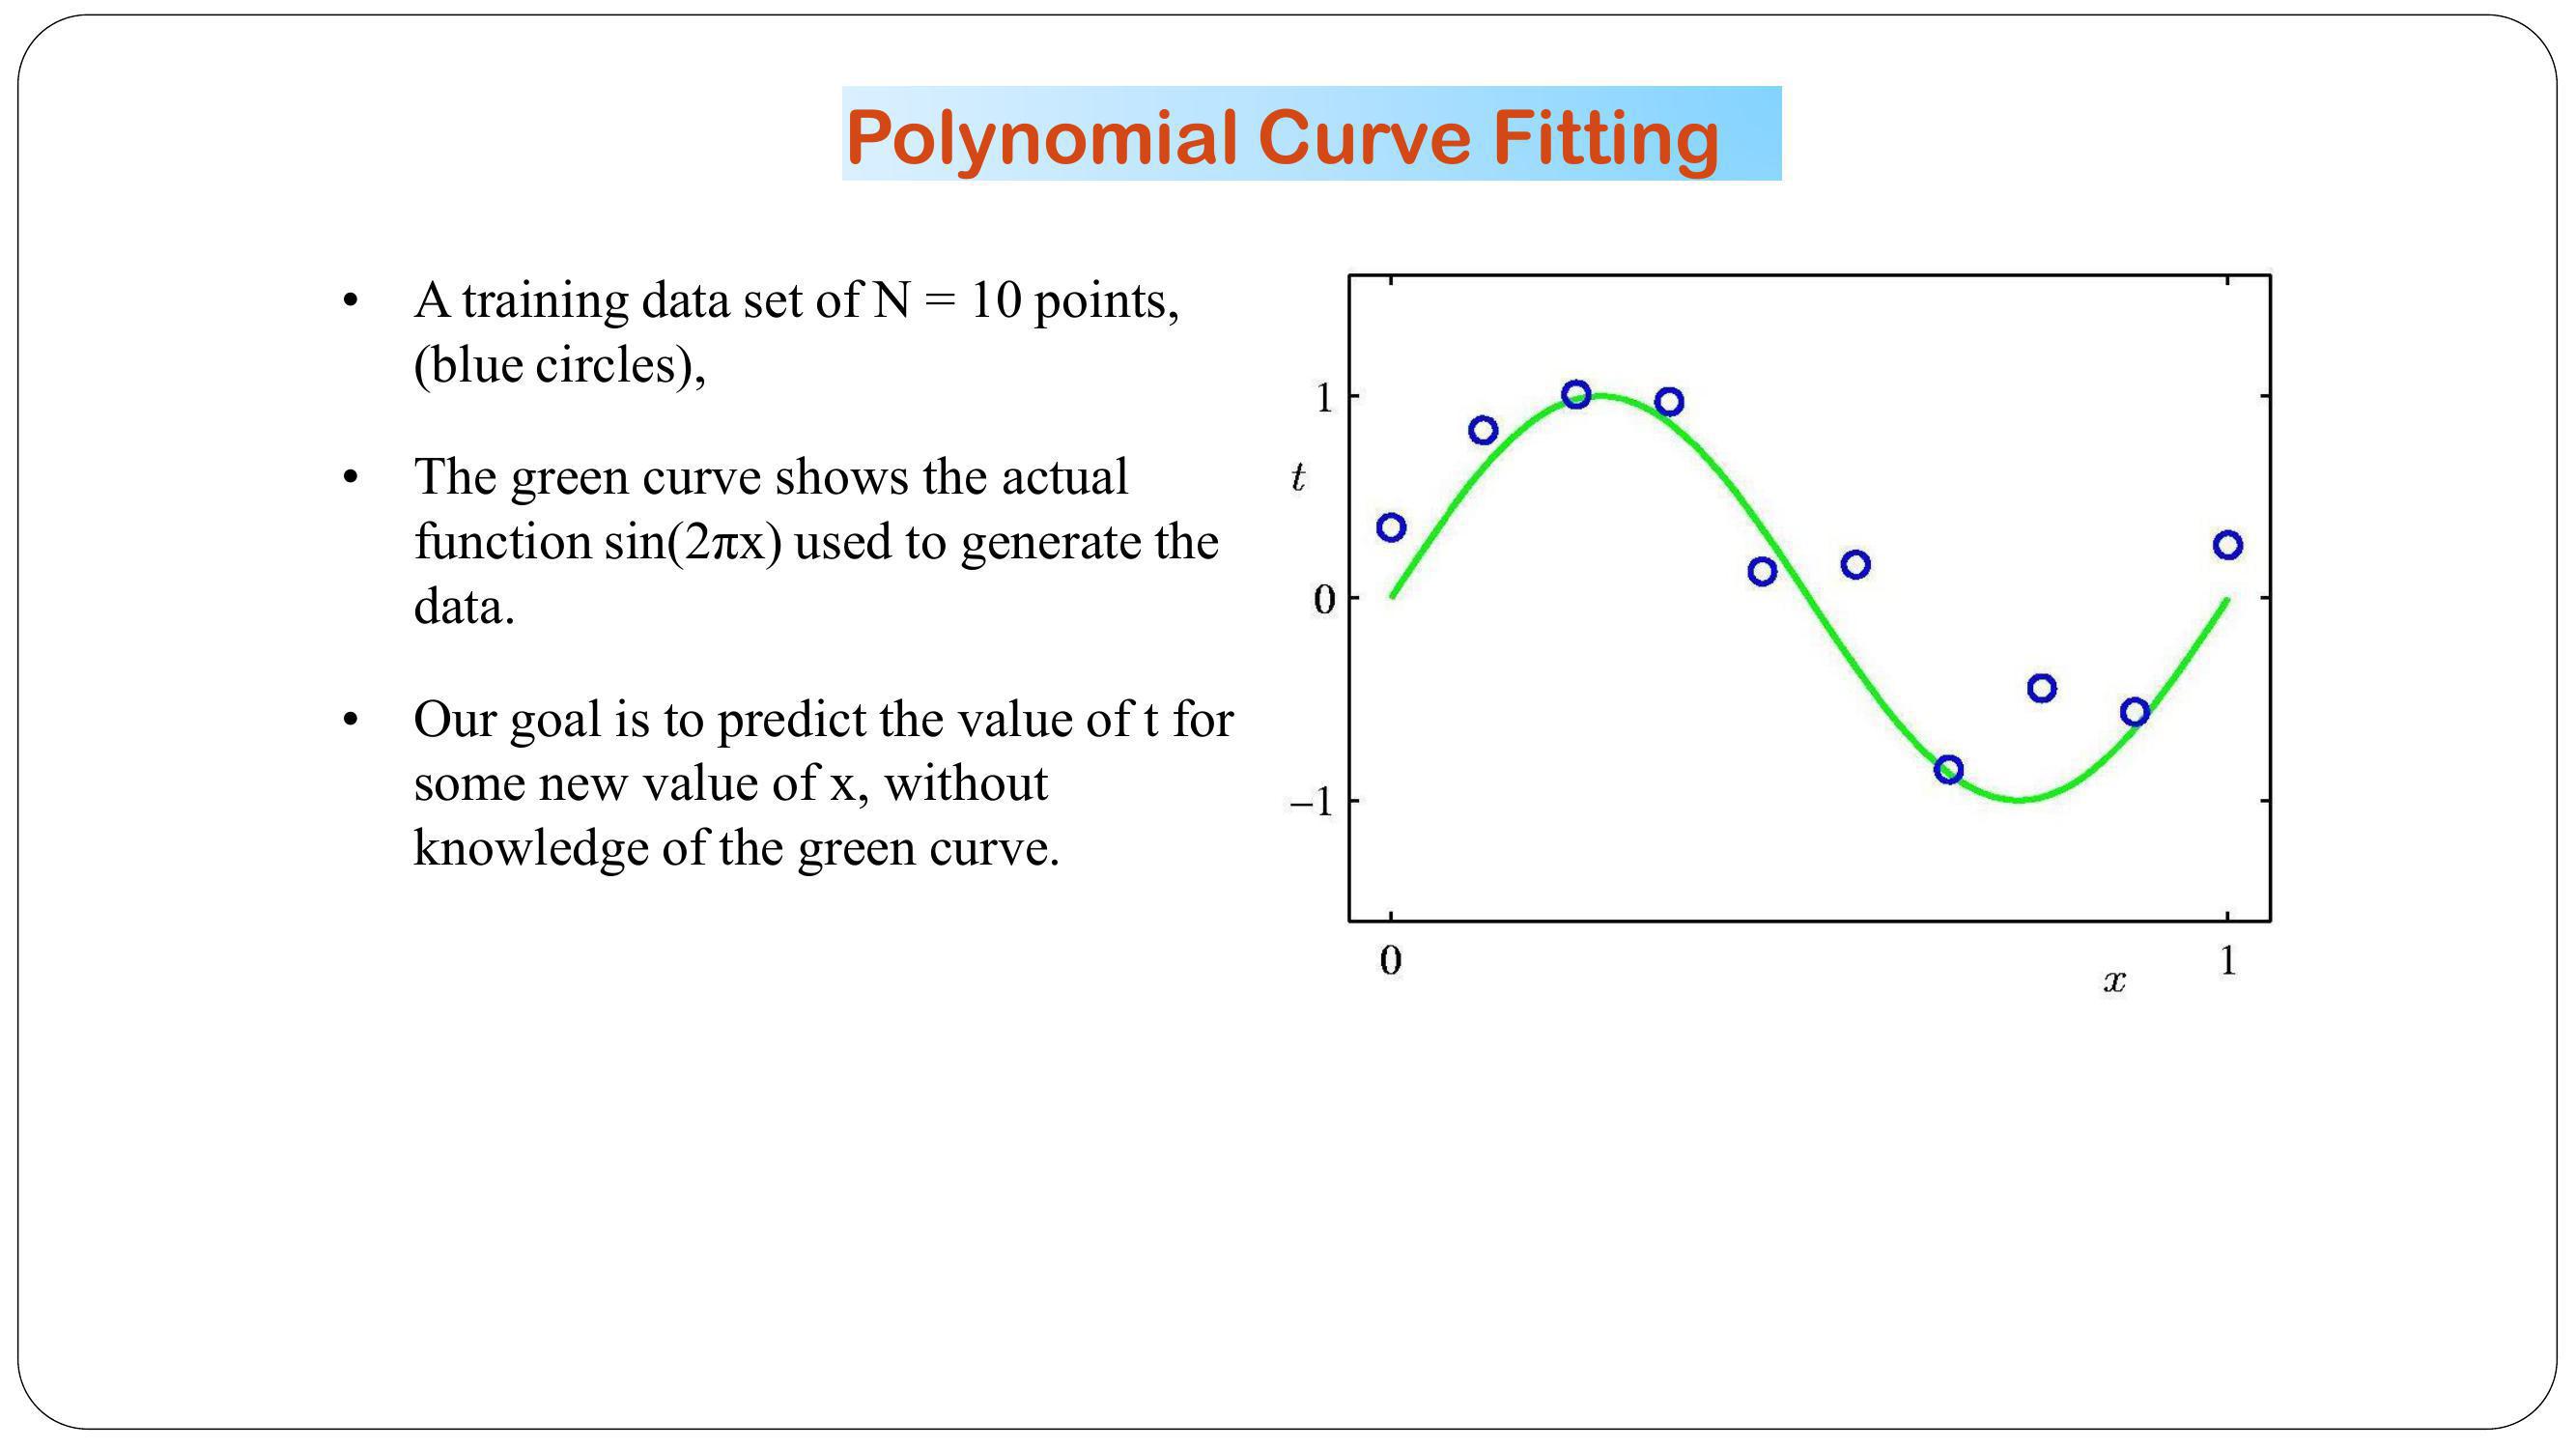 Polynomial Curve Fitting
• A training data set of N = 10 points,
(blue circles),
• The green curve shows the actual
function sin(2πx) used to generate the
data.
• Our goal is to predict the value of t for
some new value of x, without
knowledge of the green curve.
1
t
0
−1
0
1
x